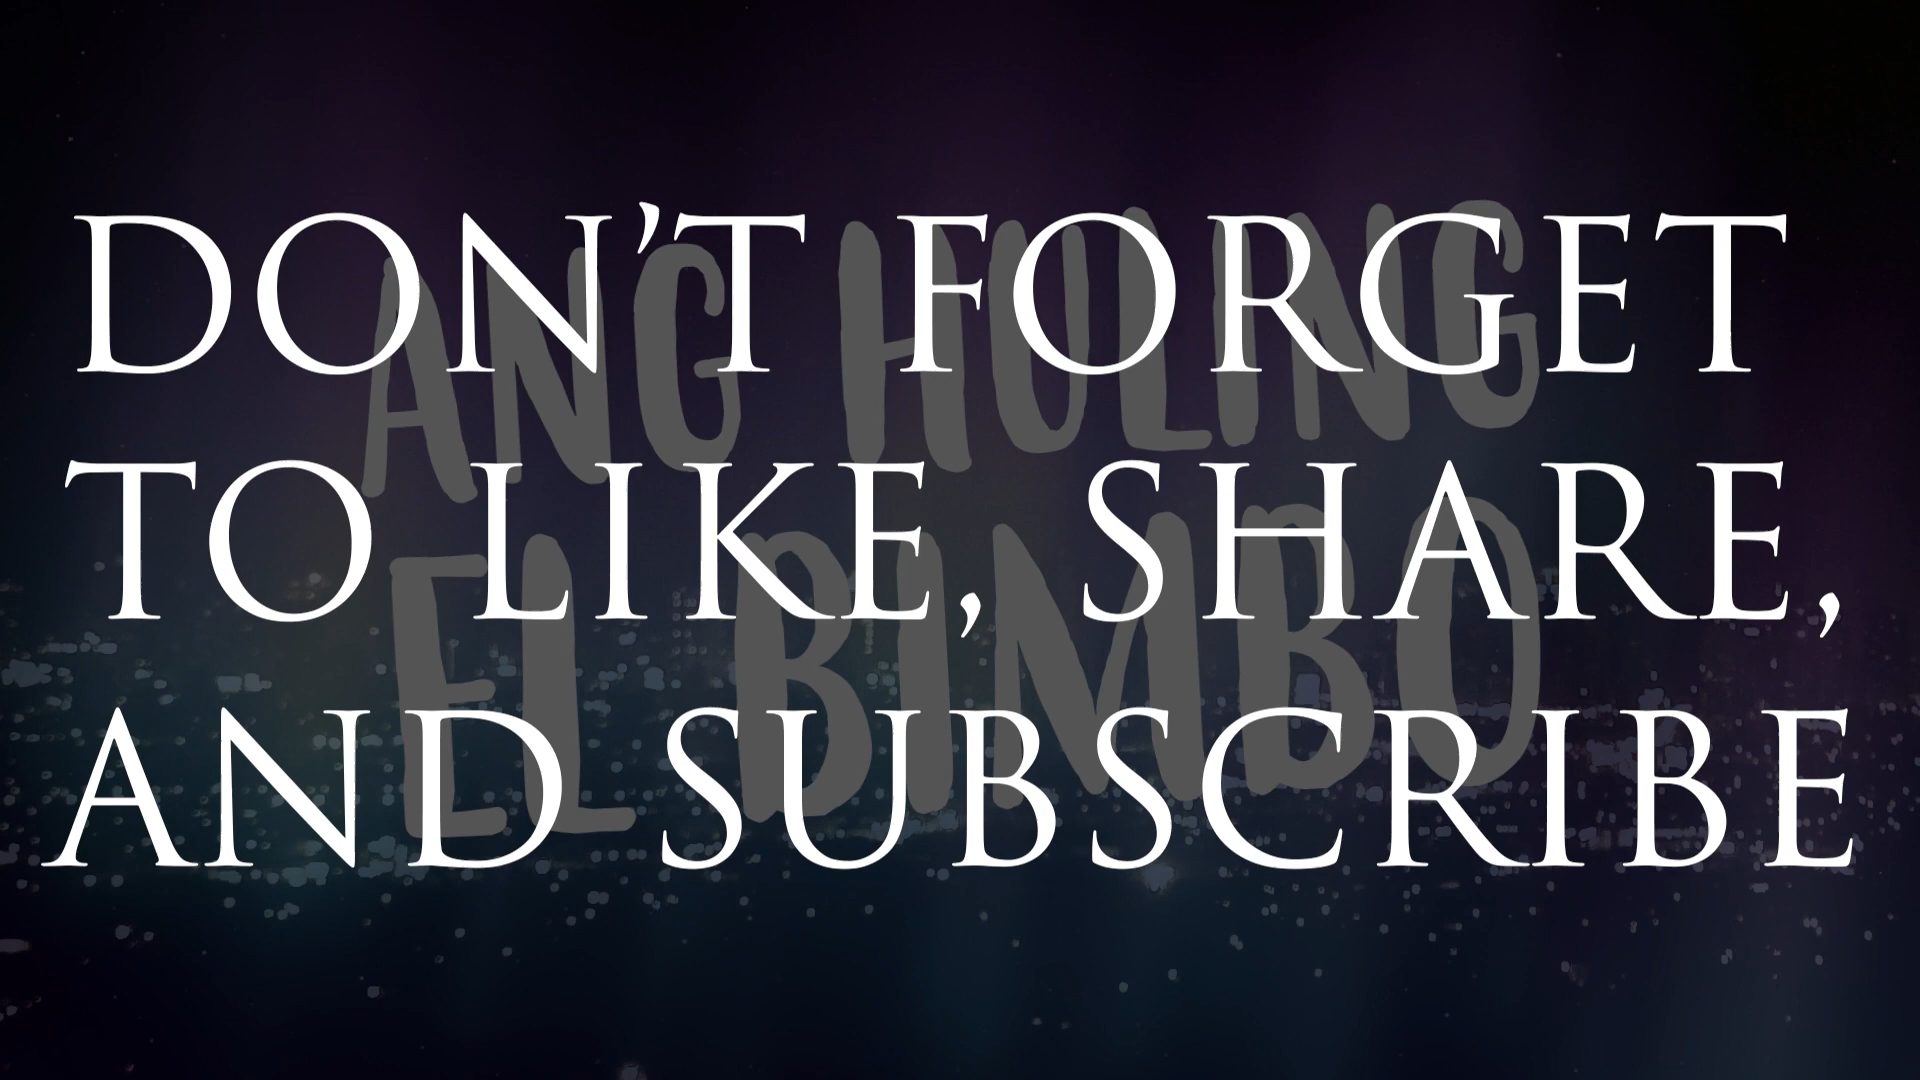 DON’T FORGET
TO LIKE, SHARE,
AND SUBSCRIBE
ANG HULING
EL BIMBO